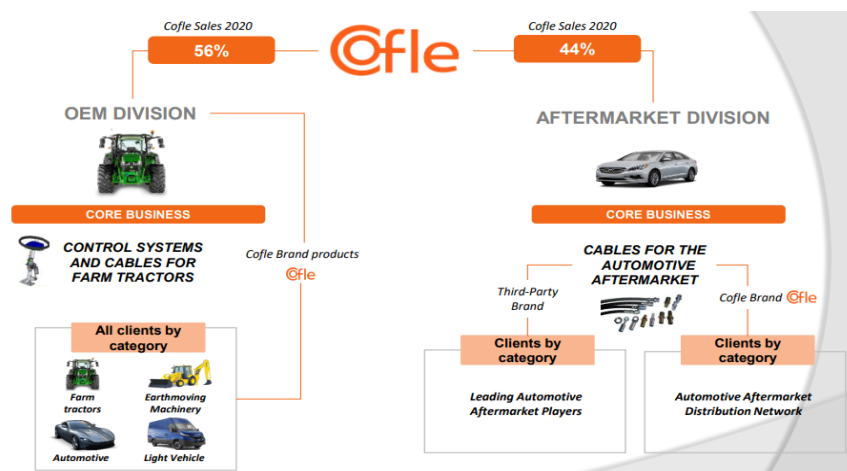 Cofle Sales 2020
56%
Cofle
Cofle Sales 2020
44%
OEM DIVISION
CORE BUSINESS
CONTROL SYSTEMS
AND CABLES FOR
FARM TRACTORS
Cofle Brand products
Cofle
All clients by
category
Farm
tractors
Earthmoving
Machinery
Automotive
Light Vehicle
AFTERMARKET DIVISION
CORE BUSINESS
CABLES FOR THE
AUTOMOTIVE
AFTERMARKET
Third-Party
Brand
Cofle Brand Cofle
Clients by
category
Leading Automotive
Aftermarket Players
Clients by
category
Automotive Aftermarket
Distribution Network